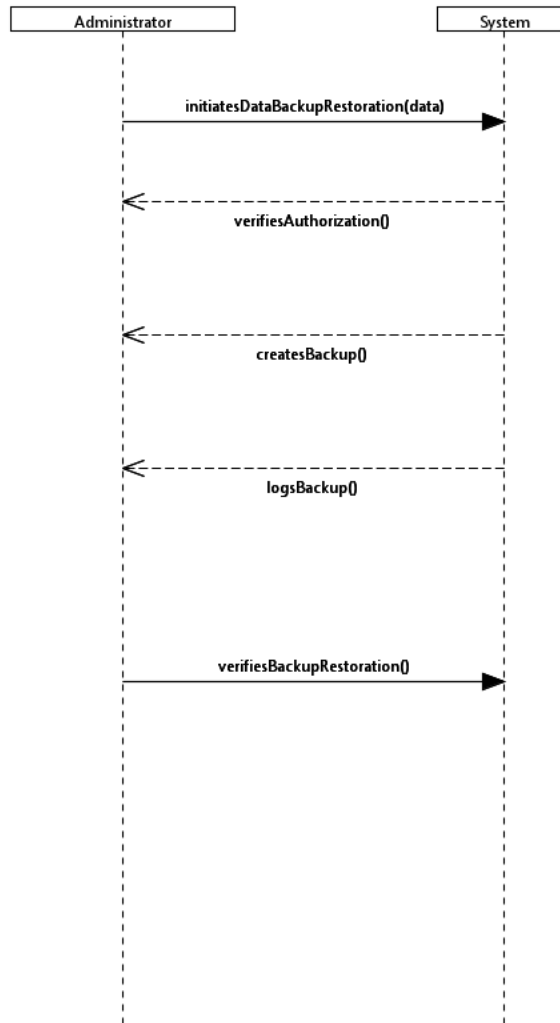 Administrator
System
initiatesDataBackupRestoration(data)
verifiesAuthorization()
createsBackup()
logsBackup()
verifiesBackupRestoration()